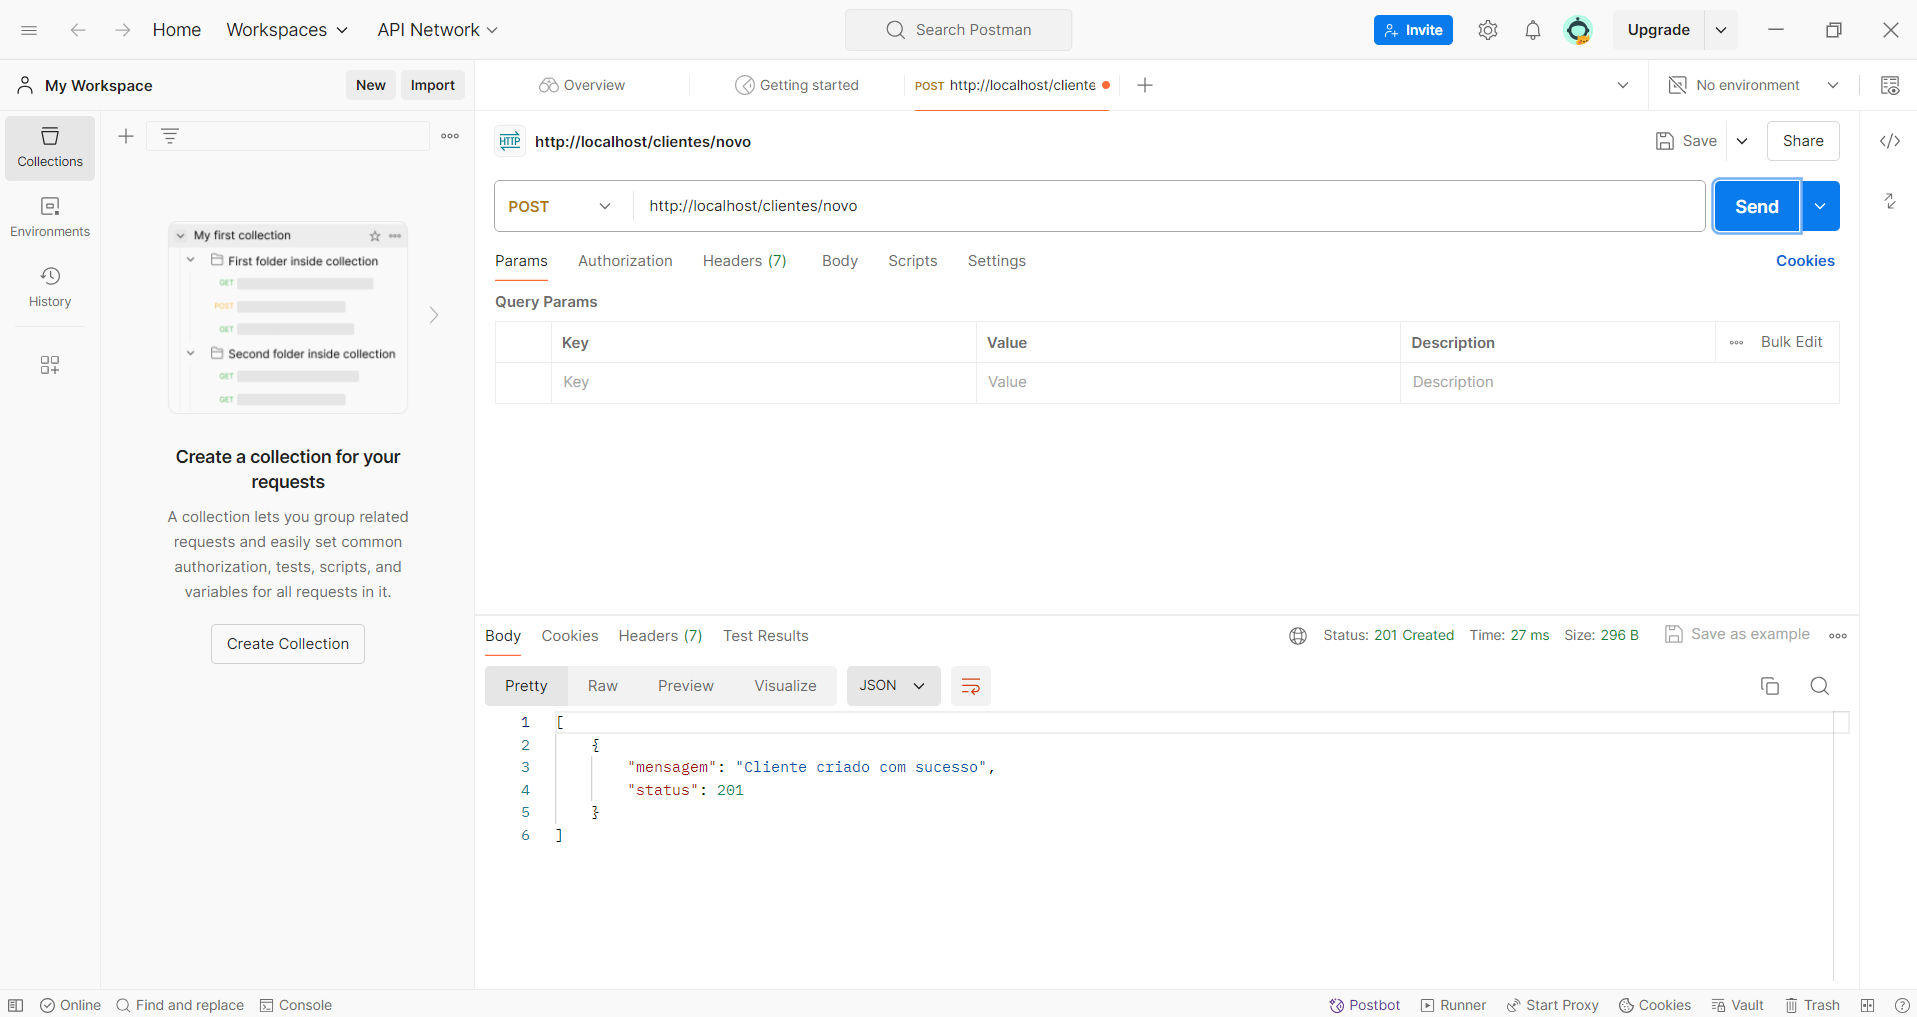 Home Workspaces API Network Search Postman Invite Upgrade
My Workspace New Import Overview Getting started POST http://localhost/cliente No environment
Collections
Environments
History
My first collection
First folder inside collection
GET
POST
GET
Second folder inside collection
GET
GET
Create a collection for your
requests
A collection lets you group related
requests and easily set common
authorization, tests, scripts, and
variables for all requests in it.
Create Collection
HTTP http://localhost/clientes/novo Save Share
POST http://localhost/clientes/novo Send
Params Authorization Headers (7) Body Scripts Settings Cookies
Query Params
Key Value Description Bulk Edit
Key Value Description
Body Cookies Headers (7) Test Results Status: 201 Created Time: 27 ms Size: 296 B Save as example
Pretty Raw Preview Visualize JSON
1 [
2 {
3 "mensagem": "Cliente criado com sucesso",
4 "status": 201
5 }
6 ]
Online Find and replace Console Postbot Runner Start Proxy Cookies Vault Trash